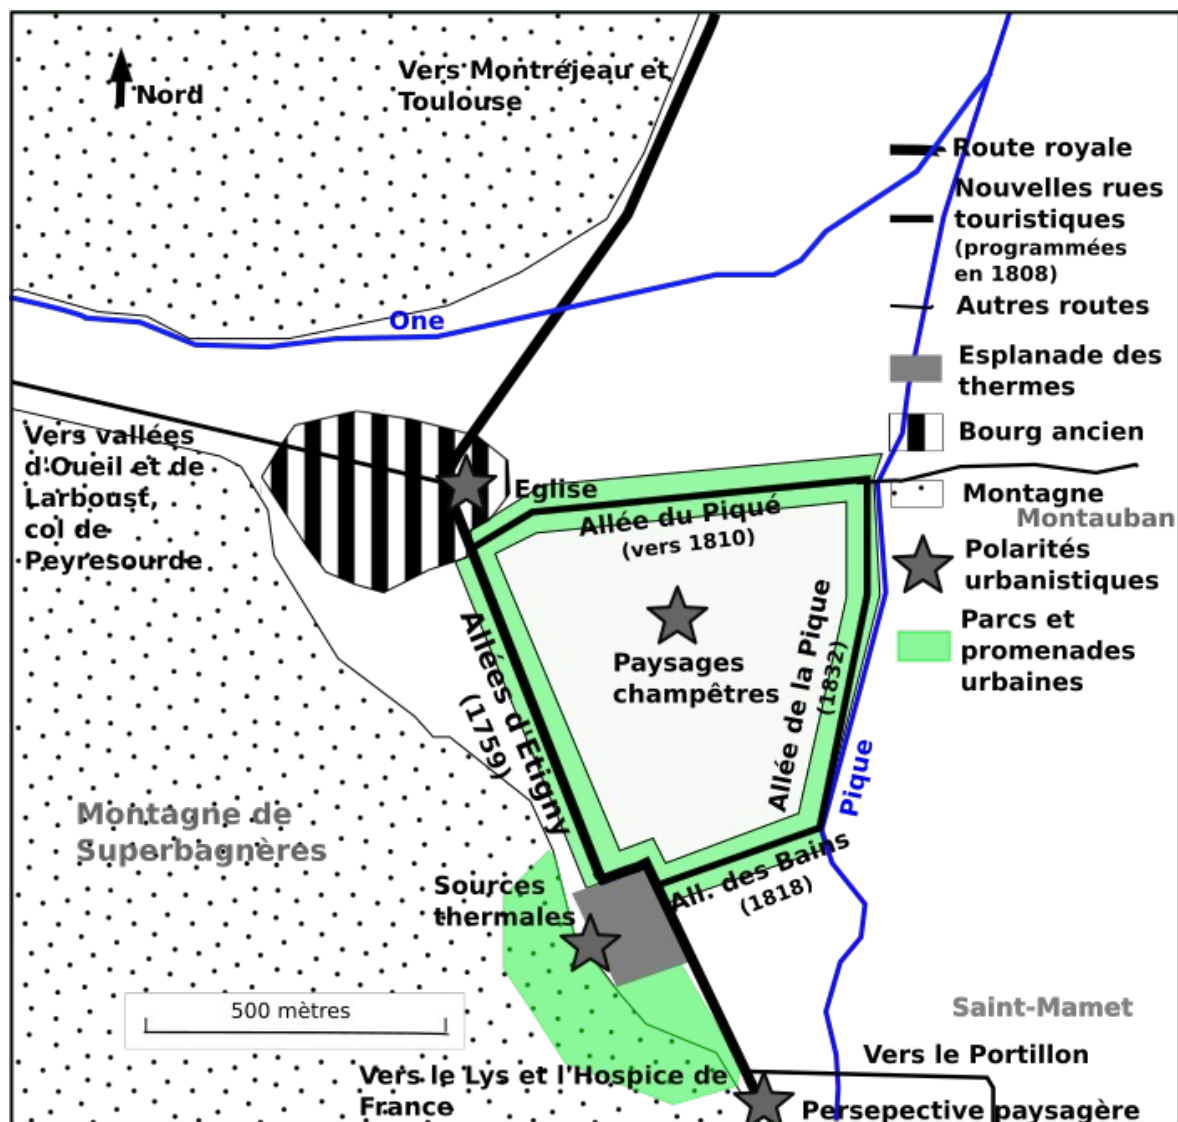 Nord
Vers Montréjeau et
Toulouse
Route royale
Nouvelles rues
touristiques
(programmées
en 1808)
Autres routes
Esplanade des
thermes
Bourg ancien
Montagne
Montauban
Polarités
urbanistiques
Parcs et
promenades
urbaines
One
Vers vallées
d'Oueil et de
Larboust,
col de
Peyresourde
Eglise
Allée du Piqué
(vers 1810)
Paysages
champêtres
Allée de la Pique
(1832)
Pique
Allées d'Etigny
(1759)
Montagne de
Superbagnères
Sources
thermales
All. des Bains
(1818)
500 mètres
Saint-Mamet
Vers le Portillon
Vers le Lys et l'Hospice de
France
Persepective paysagère